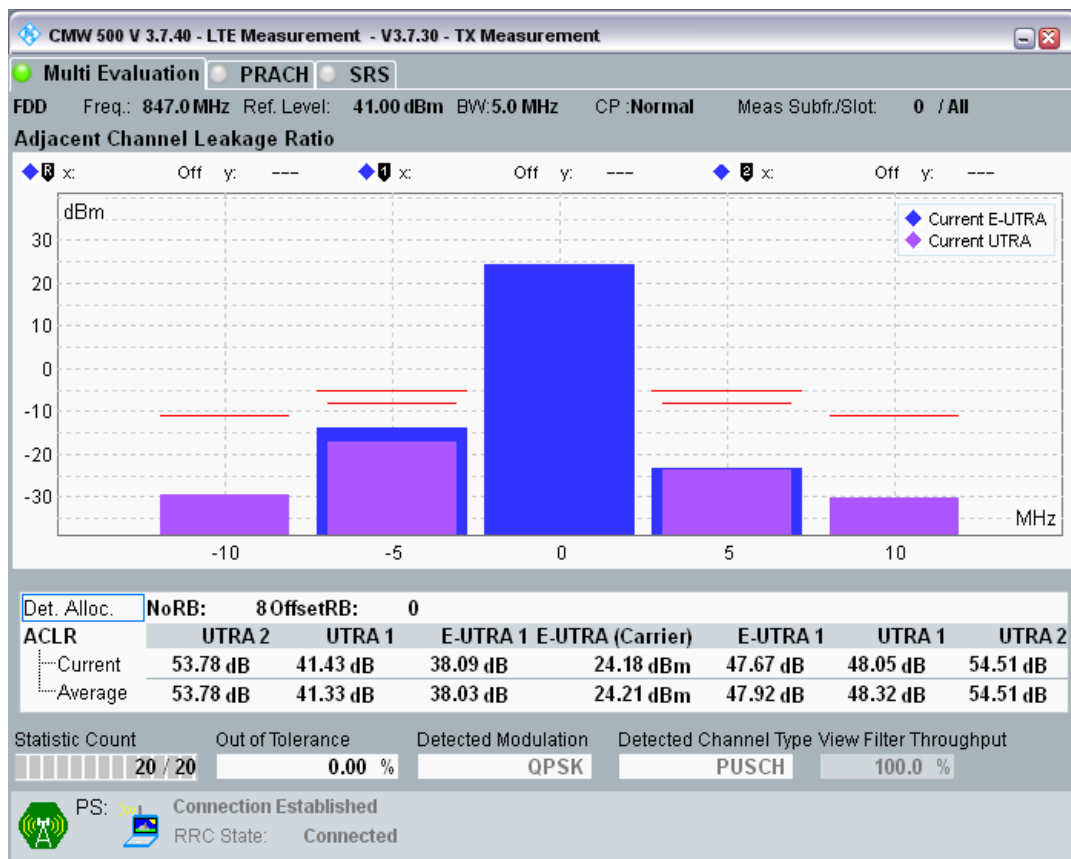 CMW 500 V 3.7.40 - LTE Measurement - V3.7.30 - TX Measurement
Multi Evaluation PRACH SRS
FDD Freq.: 847.0 MHz Ref. Level: 41.00 dBm BW:5.0 MHz CP :Normal Meas Subfr./Slot: 0 / All
Adjacent Channel Leakage Ratio
R x: Off y: --- 1 x: Off y: --- 2 x: Off y: ---
dBm
Current E-UTRA
Current UTRA
30
20
10
0
-10
-20
-30
MHz
-10 -5 0 5 10
Det. Alloc. NoRB: 8 OffsetRB: 0
ACLR UTRA 2 UTRA 1 E-UTRA 1 E-UTRA (Carrier) E-UTRA 1 UTRA 1 UTRA 2
Current 53.78 dB 41.43 dB 38.09 dB 24.18 dBm 47.67 dB 48.05 dB 54.51 dB
Average 53.78 dB 41.33 dB 38.03 dB 24.21 dBm 47.92 dB 48.32 dB 54.51 dB
Statistic Count Out of Tolerance Detected Modulation Detected Channel Type View Filter Throughput
20 / 20 0.00 % QPSK PUSCH 100.0 %
PS: Connection Established
RRC State: Connected